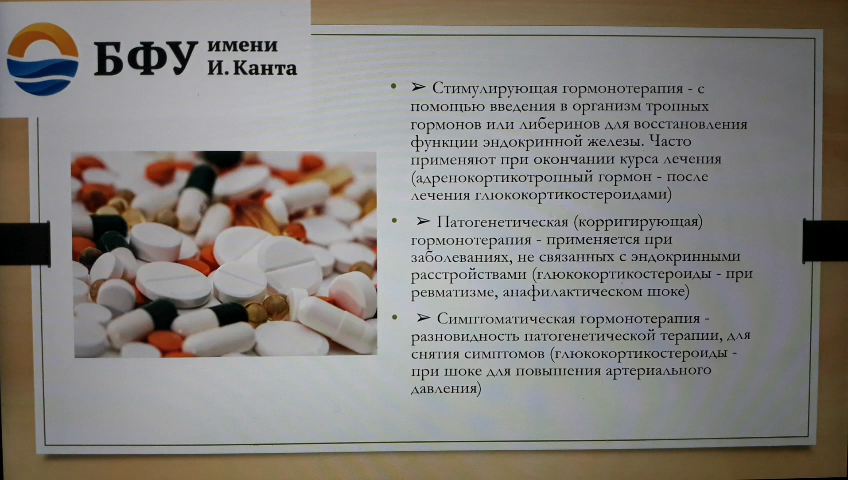 БФУ имени
И. Канта
• ➢ Стимулирующая гормонотерапия - с
помощью введения в организм тропных
гормонов или либеринов для восстановления
функции эндокринной железы. Часто
применяют при окончании курса лечения
(адренокортикотропный гормон - после
лечения глюкокортикостероидами)
• ➢ Патогенетическая (корригирующая)
гормонотерапия - применяется при
заболеваниях, не связанных с эндокринными
расстройствами (глюкокортикостероиды - при
ревматизме, анафилактическом шоке)
• ➢ Симптоматическая гормонотерапия -
разновидность патогенетической терапии, для
снятия симптомов (глюкокортикостероиды -
при шоке для повышения артериального
давления)